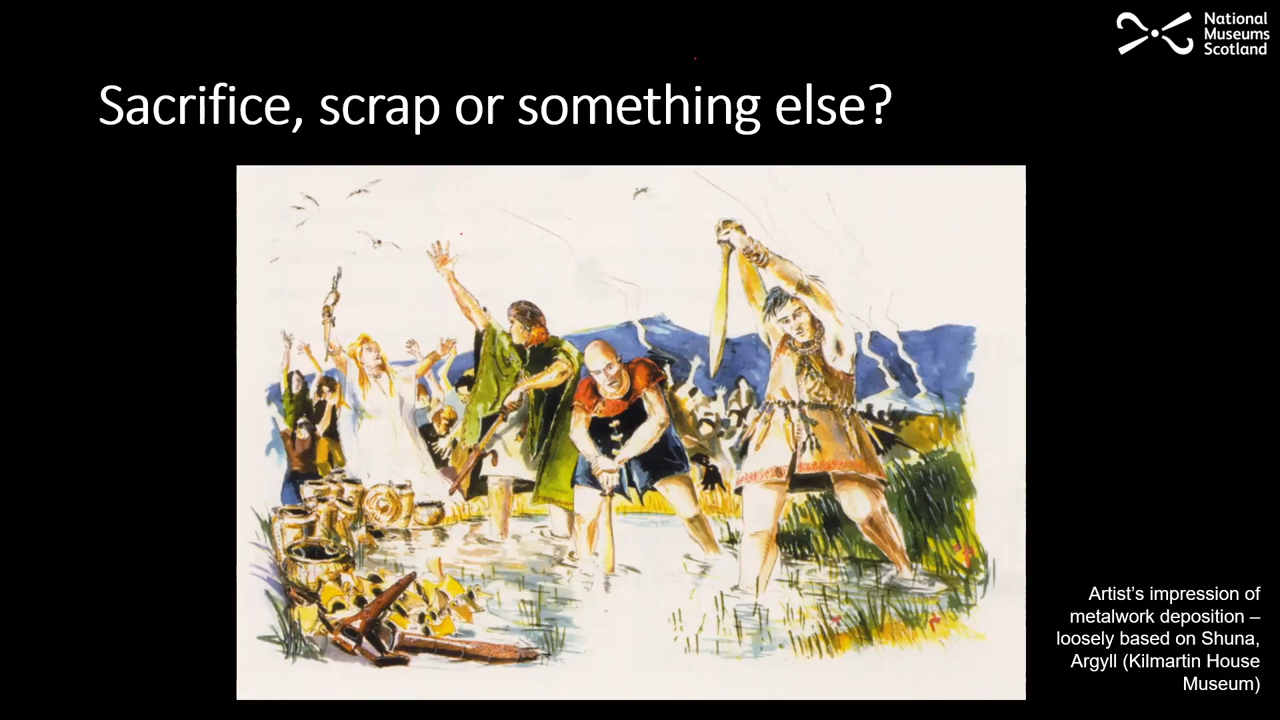 National
Museums
Scotland
Sacrifice, scrap or something else?
Artist’s impression of
metalwork deposition –
loosely based on Shuna,
Argyll (Kilmartin House
Museum)